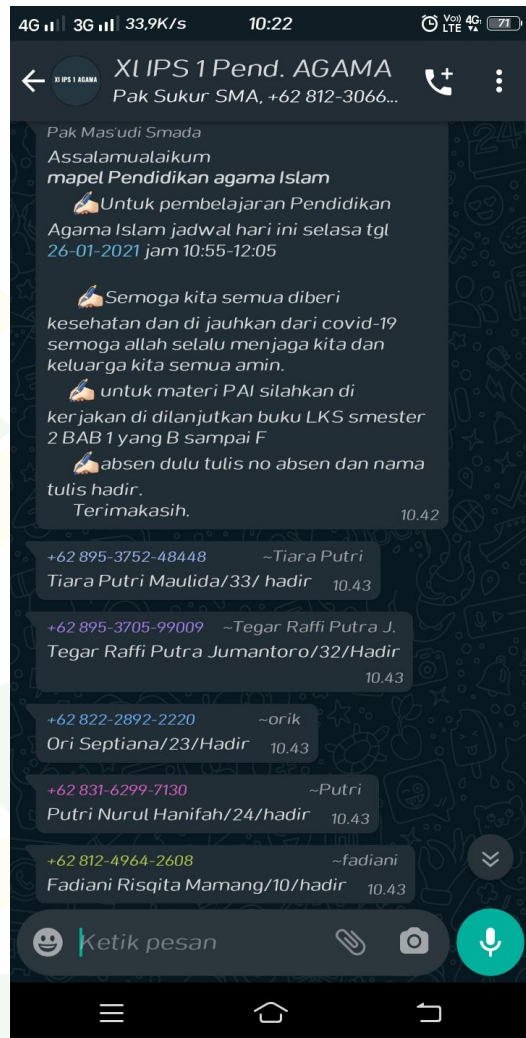 4G 3G 33,9K/s 10:22 Vo)) LTE 4G 71
XI IPS 1 AGAMA
XI IPS 1 Pend. AGAMA
Pak Sukur SMA, +62 812-3066...
Pak Mas'udi Smada
Assalamualaikum
mapel Pendidikan agama Islam
✍🏻Untuk pembelajaran Pendidikan
Agama Islam jadwal hari ini selasa tgl
26-01-2021 jam 10:55-12:05
✍🏻Semoga kita semua diberi
kesehatan dan di jauhkan dari covid-19
semoga allah selalu menjaga kita dan
keluarga kita semua amin.
✍🏻 untuk materi PAI silahkan di
kerjakan di dilanjutkan buku LKS smester
2 BAB 1 yang B sampai F
✍🏻absen dulu tulis no absen dan nama
tulis hadir.
Terimakasih. 10.42
+62 895-3752-48448 ~Tiara Putri
Tiara Putri Maulida/33/ hadir 10.43
+62 895-3705-99009 ~Tegar Raffi Putra J.
Tegar Raffi Putra Jumantoro/32/Hadir
10.43
+62 822-2892-2220 ~orik
Ori Septiana/23/Hadir 10.43
+62 831-6299-7130 ~Putri
Putri Nurul Hanifah/24/hadir 10.43
+62 812-4964-2608 ~fadiani
Fadiani Risqita Mamang/10/hadir 10.43
Ketik pesan